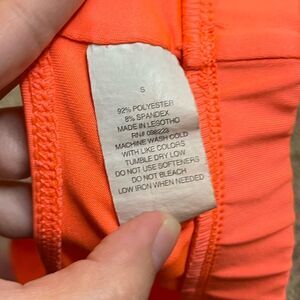 S
92% POLYESTER
8% SPANDEX
MADE IN LESOTHO
RN# 098223
MACHINE WASH COLD
WITH LIKE COLORS
TUMBLE DRY LOW
DO NOT USE SOFTENERS
DO NOT BLEACH
LOW IRON WHEN NEEDED